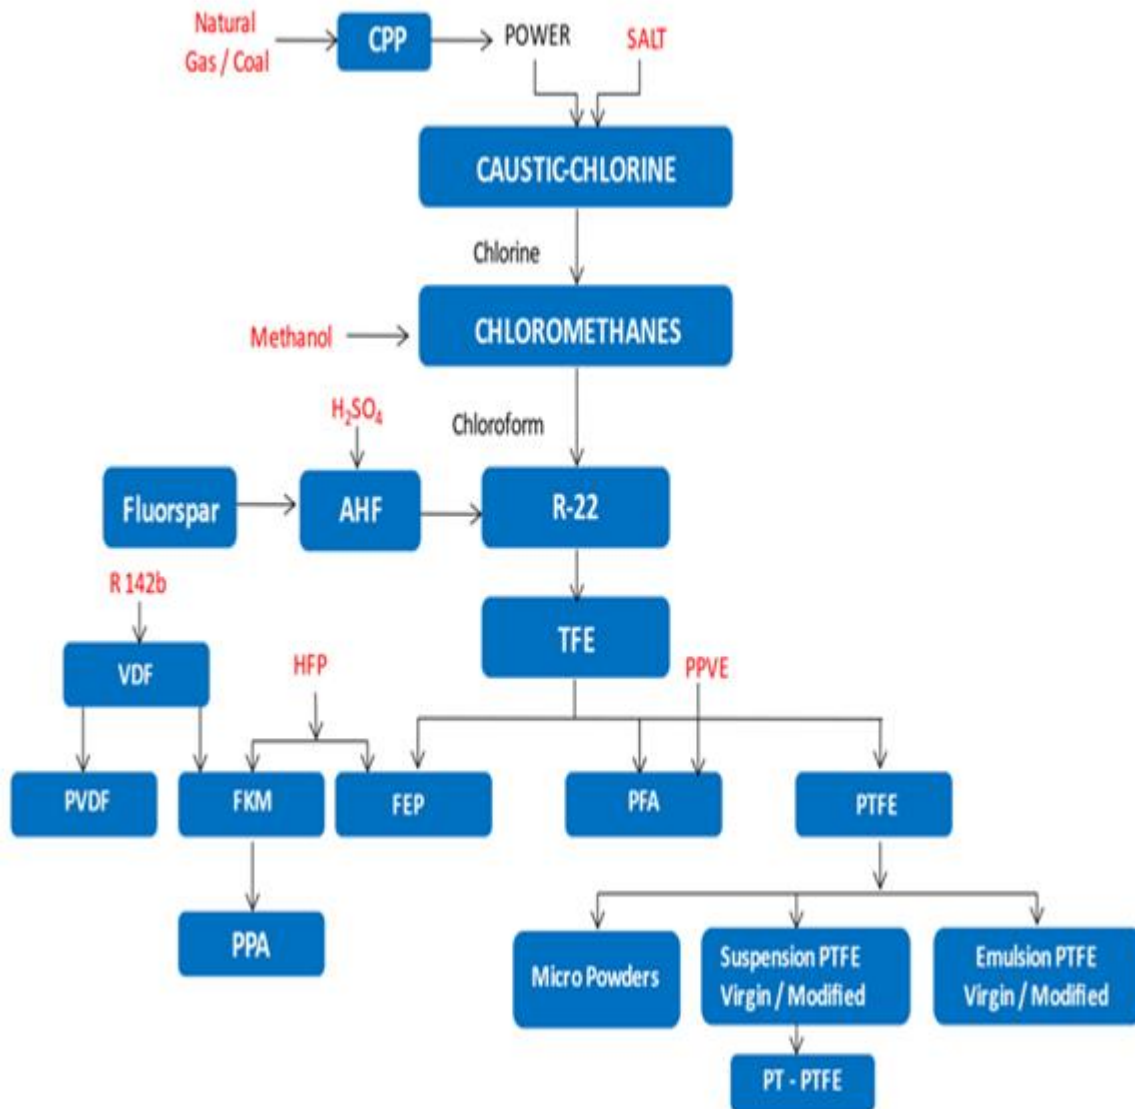 Natural
Gas / Coal
CPP
POWER
SALT
CAUSTIC-CHLORINE
Chlorine
Methanol
CHLOROMETHANES
H₂SO₄
Chloroform
Fluorspar
AHF
R-22
R 142b
TFE
VDF
HFP
PPVE
PVDF
FKM
FEP
PFA
PTFE
PPA
Micro Powders
Suspension PTFE
Virgin / Modified
Emulsion PTFE
Virgin / Modified
PT - PTFE